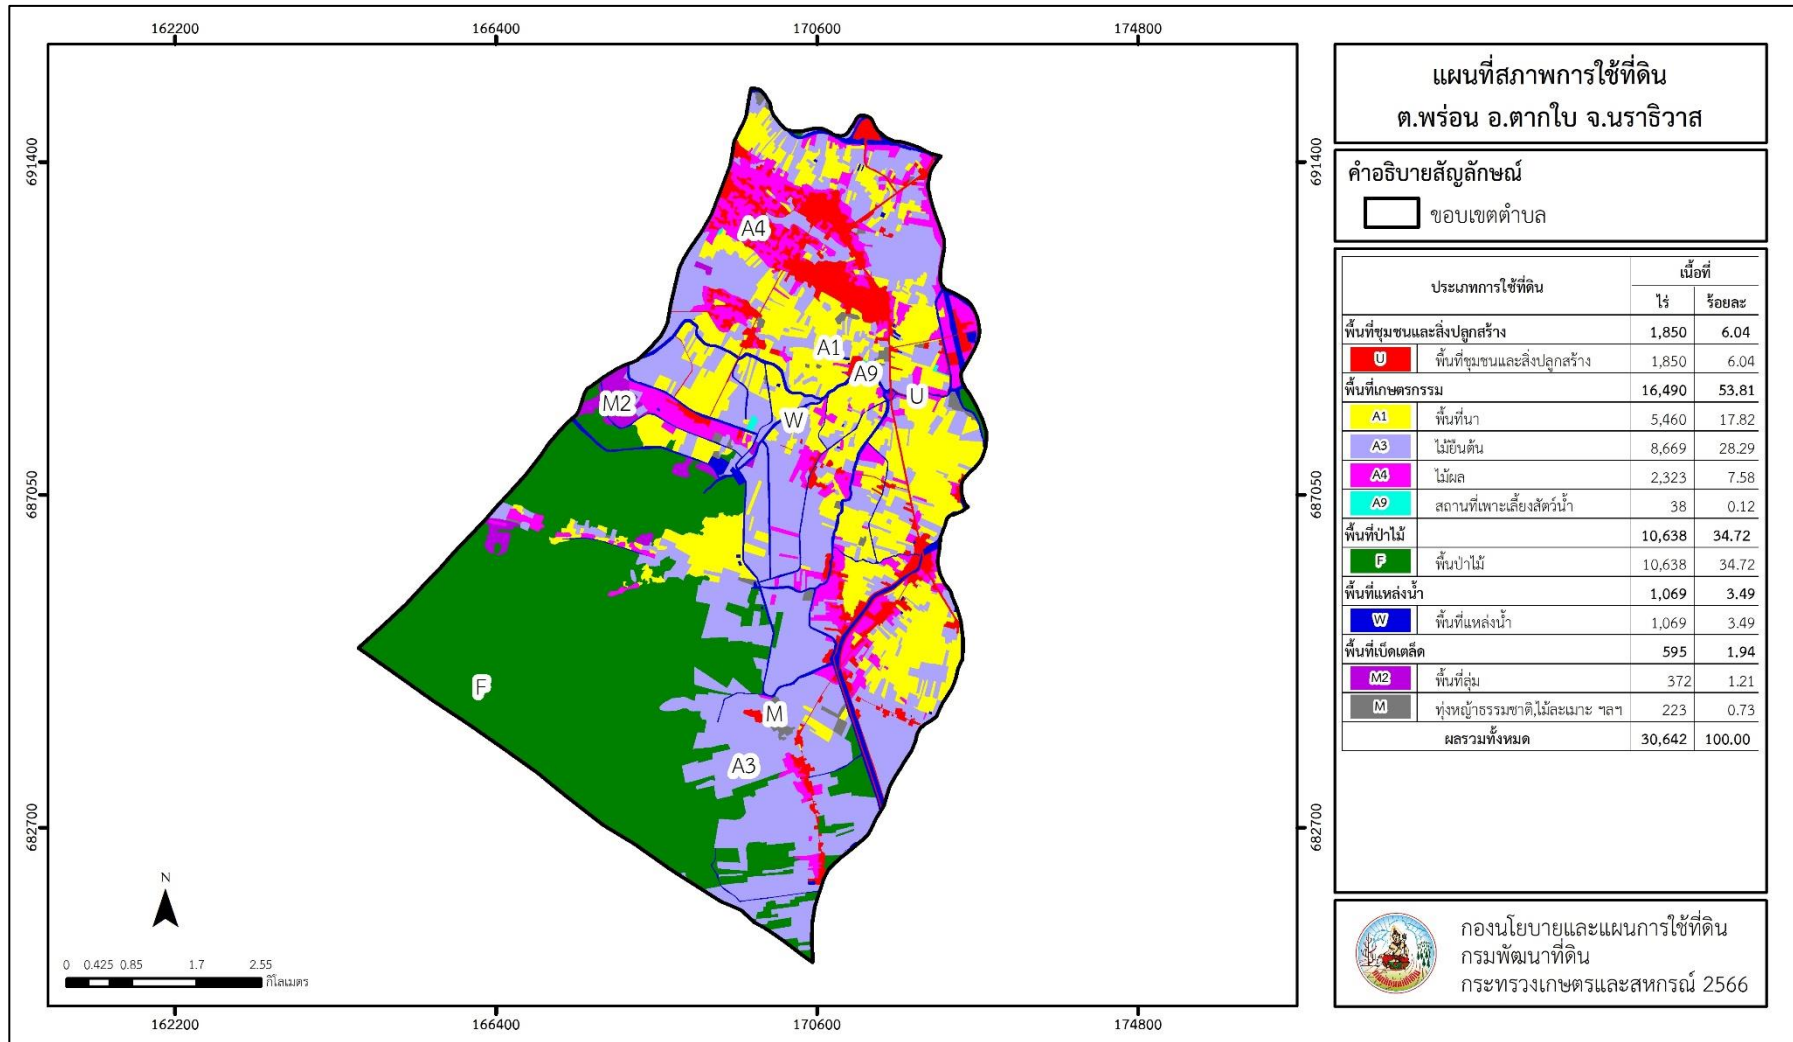 162200
166400
170600
174800
691400
687050
682700
691400
687050
682700
162200
166400
170600
174800
A4
A1
A9
U
W
M2
F
M
A3
N
0 0.425 0.85 1.7 2.55
กิโลเมตร
แผนที่สภาพการใช้ที่ดิน
ต.พร่อน อ.ตากใบ จ.นราธิวาส
คำอธิบายสัญลักษณ์
ขอบเขตตำบล
ประเภทการใช้ที่ดิน เนื้อที่
ไร่ ร้อยละ
พื้นที่ชุมชนและสิ่งปลูกสร้าง 1,850 6.04
U พื้นที่ชุมชนและสิ่งปลูกสร้าง 1,850 6.04
พื้นที่เกษตรกรรม 16,490 53.81
A1 พื้นที่นา 5,460 17.82
A3 ไม้ยืนต้น 8,669 28.29
A4 ไม้ผล 2,323 7.58
A9 สถานที่เพาะเลี้ยงสัตว์น้ำ 38 0.12
พื้นที่ป่าไม้ 10,638 34.72
F พื้นป่าไม้ 10,638 34.72
พื้นที่แหล่งน้ำ 1,069 3.49
W พื้นที่แหล่งน้ำ 1,069 3.49
พื้นที่เบ็ดเตล็ด 595 1.94
M2 พื้นที่ลุ่ม 372 1.21
M ทุ่งหญ้าธรรมชาติ,ไม้ละเมาะ ฯลฯ 223 0.73
ผลรวมทั้งหมด 30,642 100.00
กองนโยบายและแผนการใช้ที่ดิน
กรมพัฒนาที่ดิน
กระทรวงเกษตรและสหกรณ์ 2566